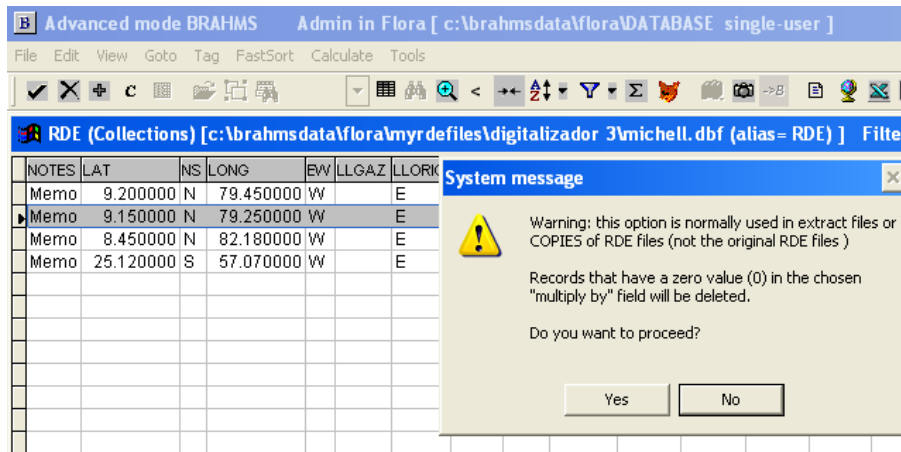 B Advanced mode BRAHMS Admin in Flora [ c:\brahmsdata\flora\DATABASE single-user ]
File Edit View Goto Tag FastSort Calculate Tools
c < Σ ->B
RDE (Collections) [c:\brahmsdata\flora\myrdefiles\digitalizador 3\michell.dbf (alias= RDE) ] Filte
NOTES LAT NS LONG EW LLGAZ LLORIG
Memo 9.200000 N 79.450000 W E
Memo 9.150000 N 79.250000 W E
Memo 8.450000 N 82.180000 W E
Memo 25.120000 S 57.070000 W E
System message
Warning: this option is normally used in extract files or
COPIES of RDE files (not the original RDE files )
Records that have a zero value (0) in the chosen
"multiply by" field will be deleted.
Do you want to proceed?
Yes No